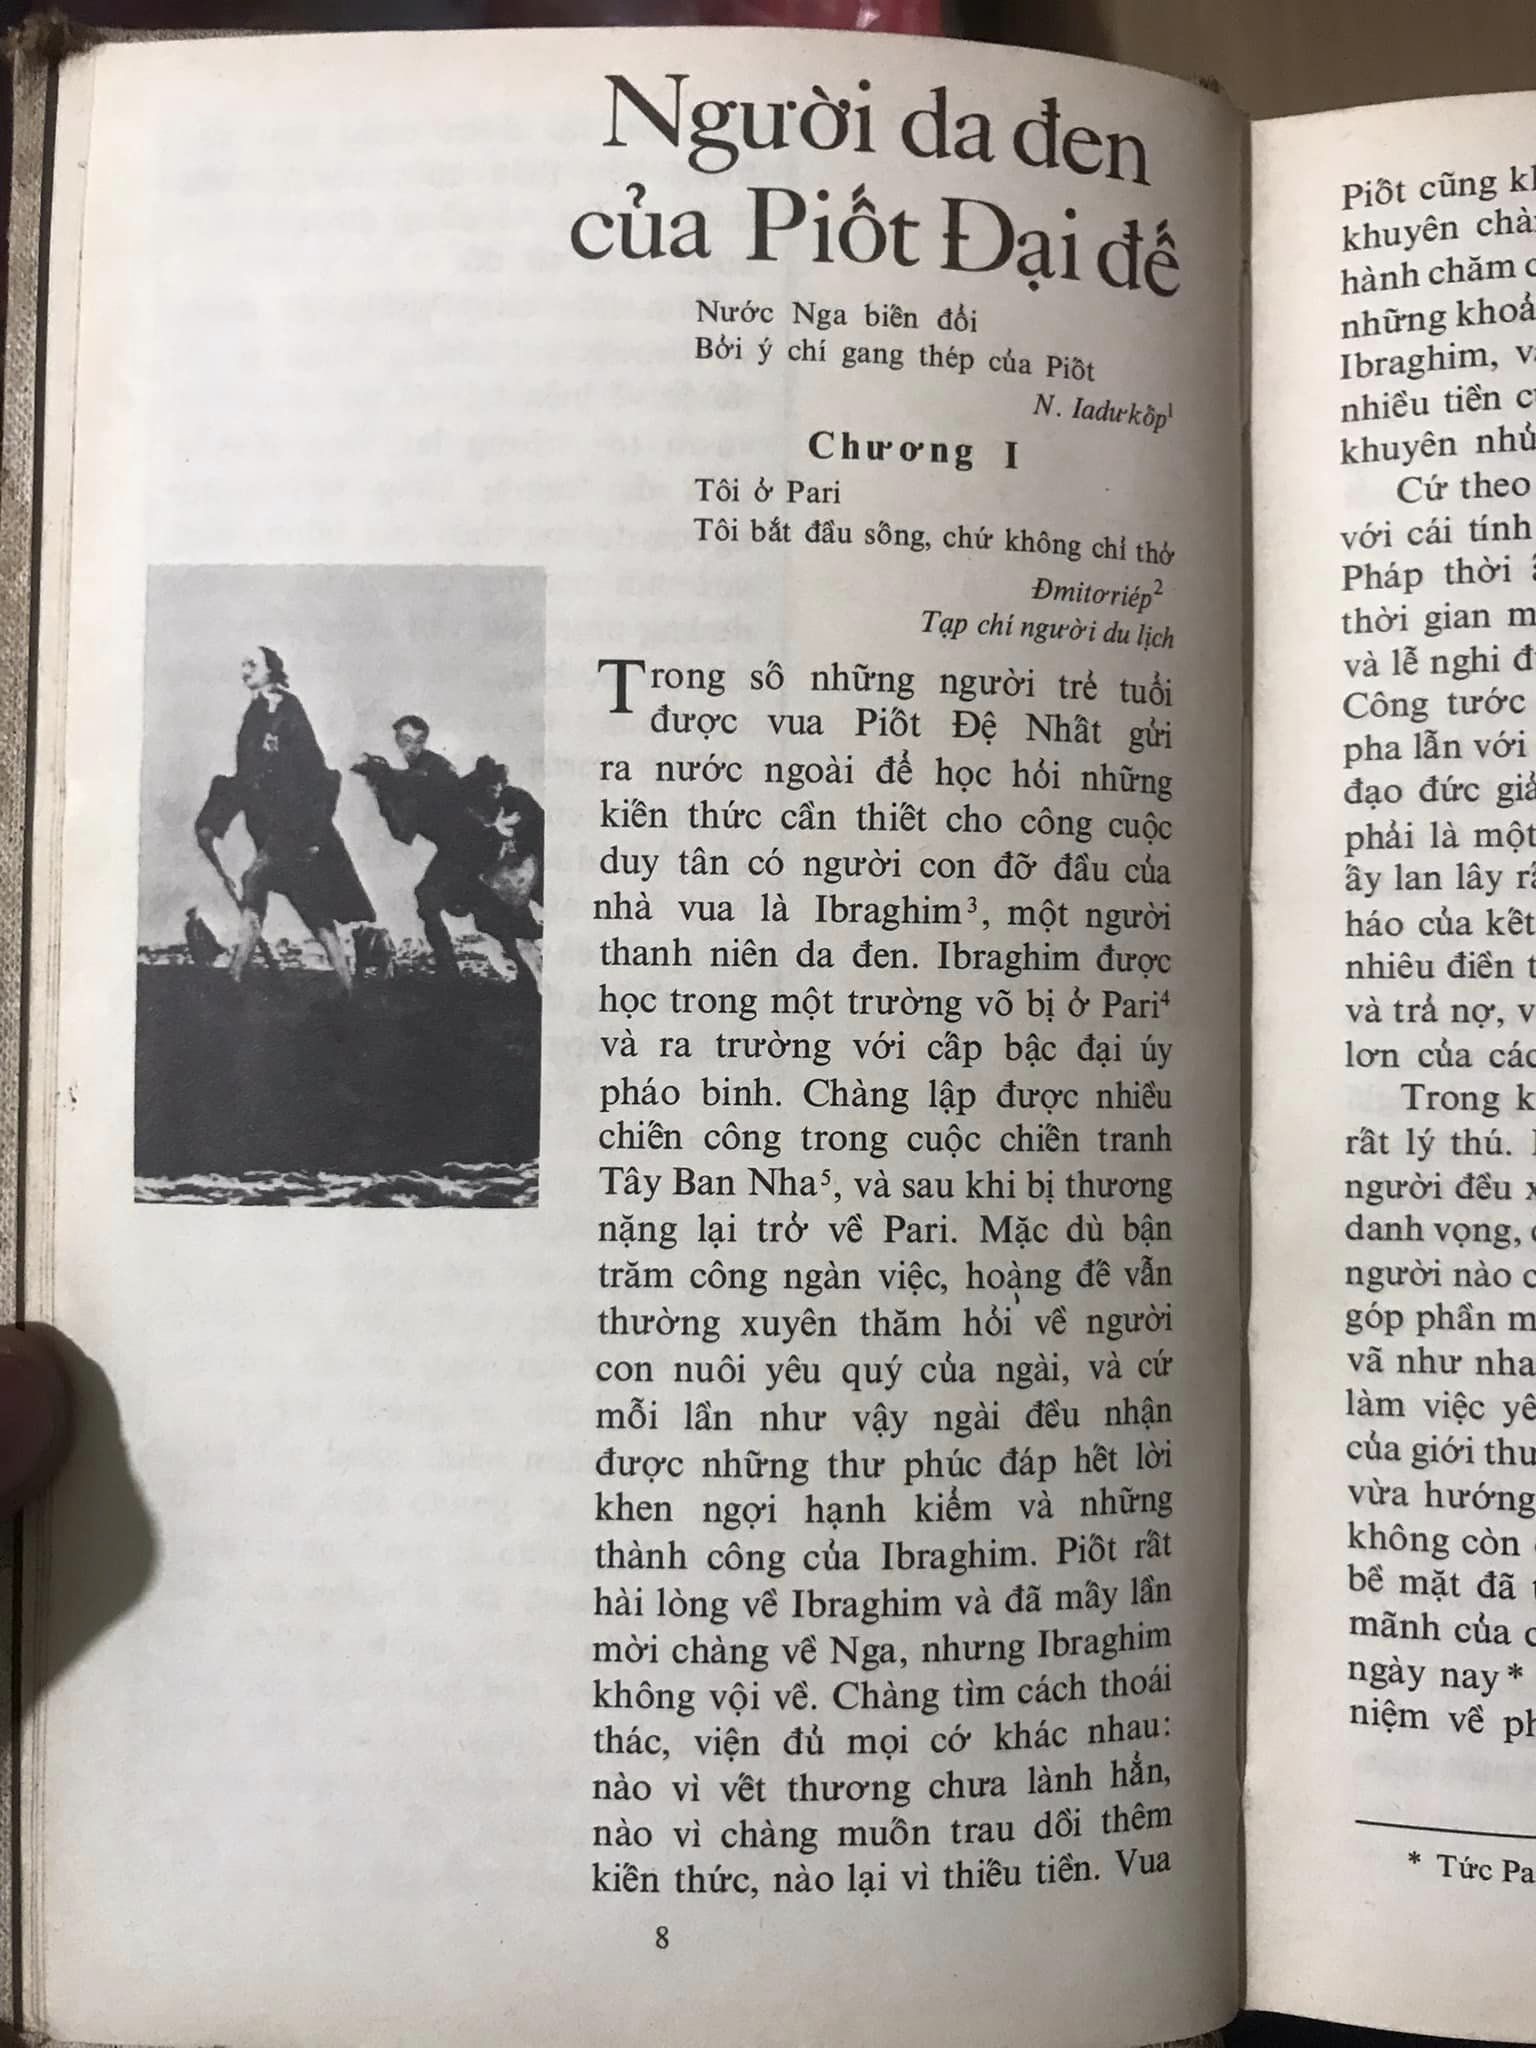 Người da đen
của Piốt Đại đế
Nước Nga biến đổi
Bởi ý chí gang thép của Piốt
N. Iadưkôp¹
Chương I
Tôi ở Pari
Tôi bắt đầu sống, chứ không chỉ thở
Đmitơriép²
Tạp chí người du lịch
Trong số những người trẻ tuổi
được vua Piốt Đệ Nhất gửi
ra nước ngoài để học hỏi những
kiến thức cần thiết cho công cuộc
duy tân có người con đỡ đầu của
nhà vua là Ibraghim³, một người
thanh niên da đen. Ibraghim được
học trong một trường võ bị ở Pari⁴
và ra trường với cấp bậc đại úy
pháo binh. Chàng lập được nhiều
chiến công trong cuộc chiến tranh
Tây Ban Nha⁵, và sau khi bị thương
nặng lại trở về Pari. Mặc dù bận
trăm công ngàn việc, hoàng đế vẫn
thường xuyên thăm hỏi về người
con nuôi yêu quý của ngài, và cứ
mỗi lần như vậy ngài đều nhận
được những thư phúc đáp hết lời
khen ngợi hạnh kiểm và những
thành công của Ibraghim. Piốt rất
hài lòng về Ibraghim và đã mấy lần
mời chàng về Nga, nhưng Ibraghim
không vội về. Chàng tìm cách thoái
thác, viện đủ mọi cớ khác nhau:
nào vì vết thương chưa lành hẳn,
nào vì chàng muốn trau dồi thêm
kiến thức, nào lại vì thiếu tiền. Vua
8
Piốt cũng
khuyên
hành chăm
những
Ibraghim,
nhiều tiền
khuyên
Cứ theo
với cái tính
Pháp thời
thời gian
và lễ nghi
Công tước
pha lẫn với
đạo đức
phải là một
ấy lan lây
háo của kết
nhiêu điền
và trả nợ,
lơn của các
Trong
rất lý thú.
người đều
danh vọng,
người nào
góp phần
vã như
làm việc
của giới
vừa hướng
không còn
bề mặt đã
mãnh của
ngày nay *
niệm về
* Tức